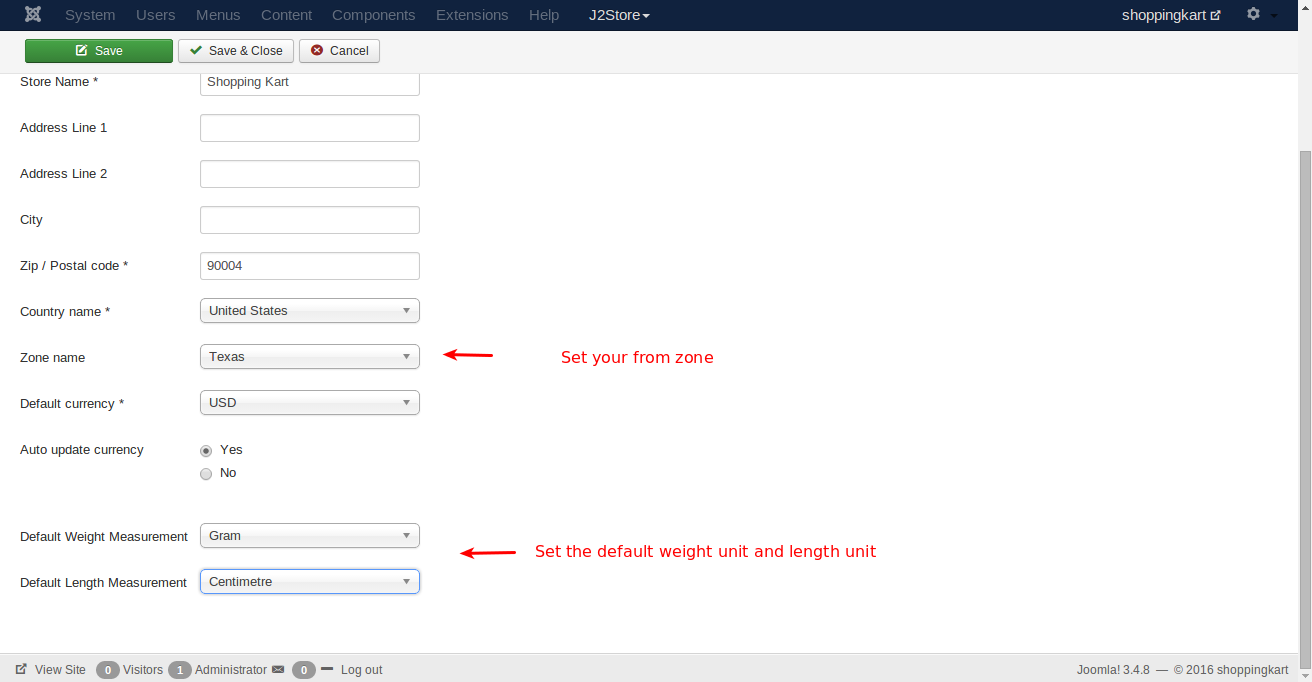 System Users Menus Content Components Extensions Help J2Store shoppingkart
Save Save & Close Cancel
Store Name * Shopping Kart
Address Line 1
Address Line 2
City
Zip / Postal code * 90004
Country name * United States
Zone name Texas Set your from zone
Default currency * USD
Auto update currency Yes
No
Default Weight Measurement Gram
Set the default weight unit and length unit
Default Length Measurement Centimetre
View Site 0 Visitors 1 Administrator 0 Log out Joomla! 3.4.8 — © 2016 shoppingkart